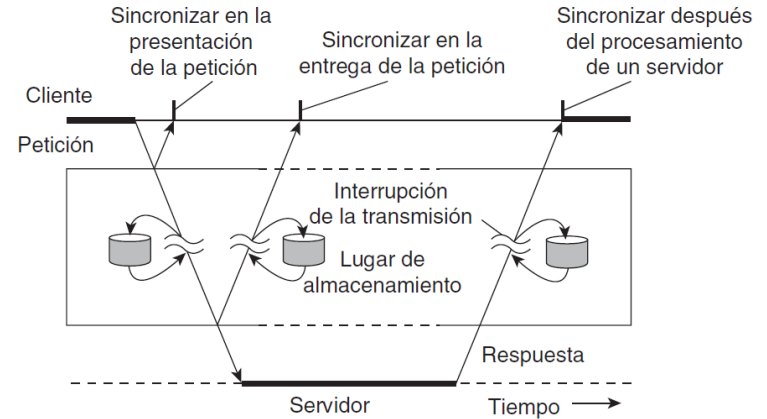 Sincronizar en la
presentación
de la petición
Sincronizar en la
entrega de la petición
Sincronizar después
del procesamiento
de un servidor
Cliente
Petición
Interrupción
de la transmisión
Lugar de
almacenamiento
Respuesta
Servidor
Tiempo